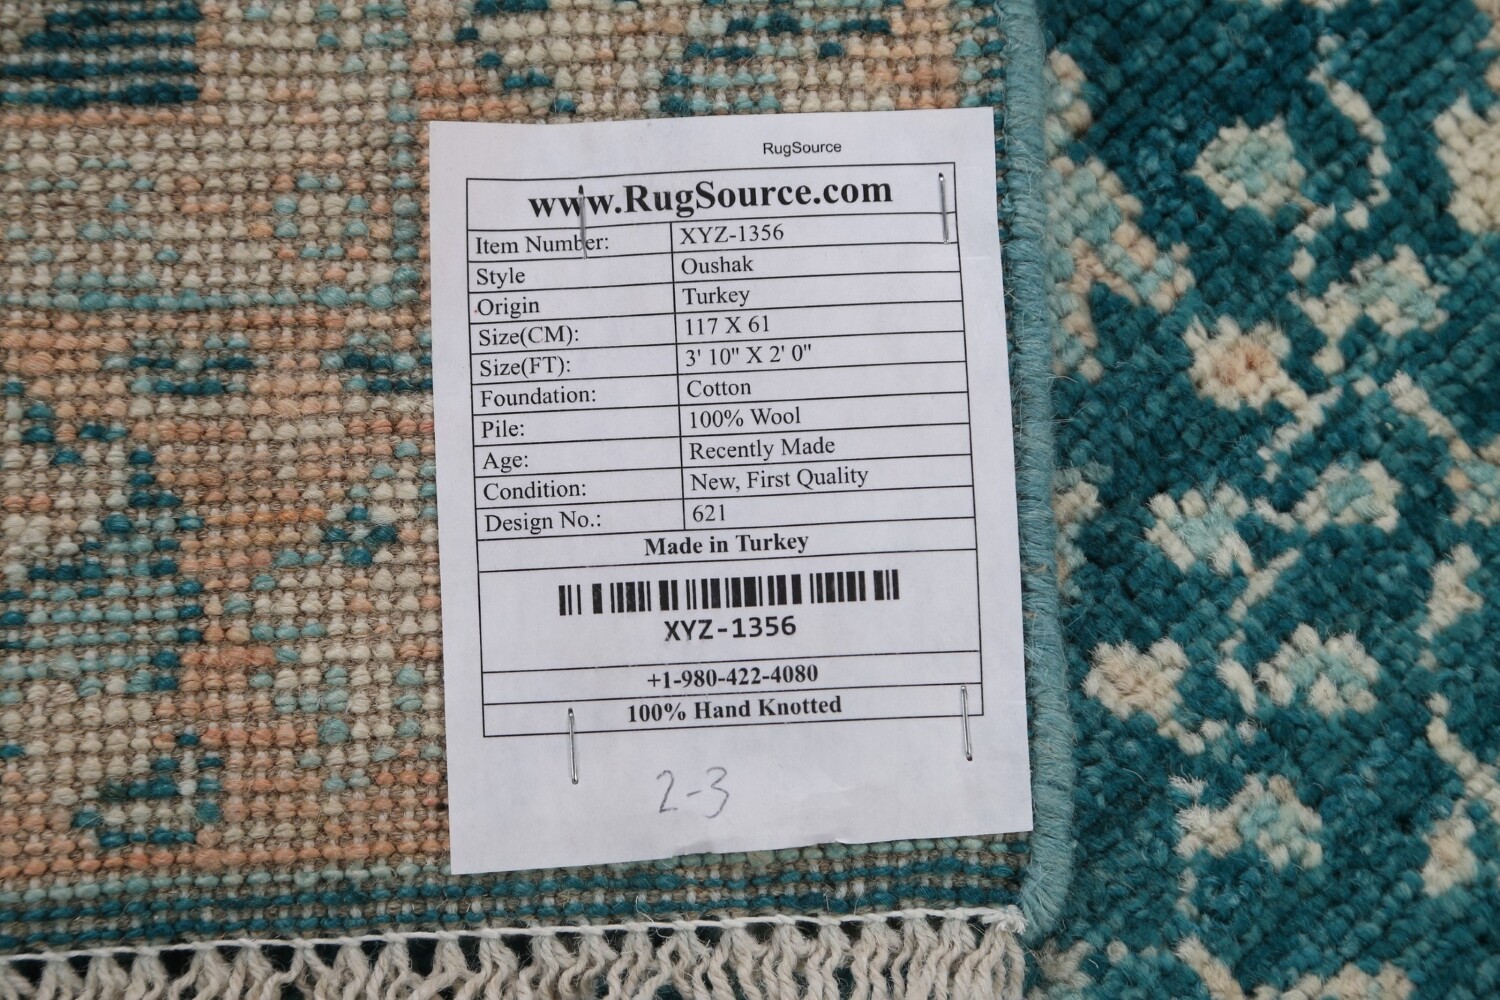 RugSource
www.RugSource.com
Item Number: XYZ-1356
Style Oushak
Origin Turkey
Size(CM): 117 X 61
Size(FT): 3' 10" X 2' 0"
Foundation: Cotton
Pile: 100% Wool
Age: Recently Made
Condition: New, First Quality
Design No.: 621
Made in Turkey
XYZ-1356
+1-980-422-4080
100% Hand Knotted
2-3